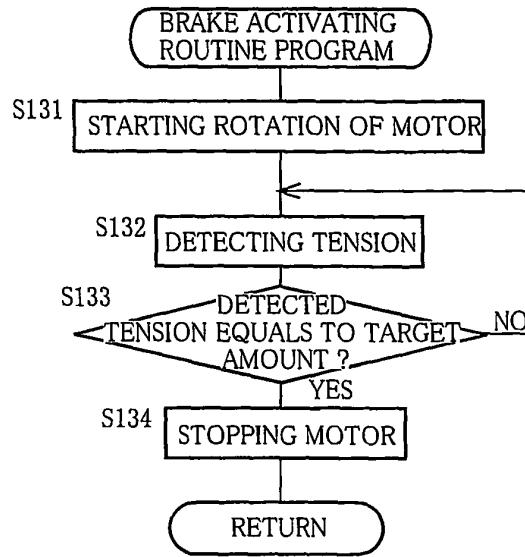 BRAKE ACTIVATING
ROUTINE PROGRAM
S131
STARTING ROTATION OF MOTOR
S132
DETECTING TENSION
S133
DETECTED
TENSION EQUALS TO TARGET
AMOUNT ?
NO
YES
S134
STOPPING MOTOR
RETURN